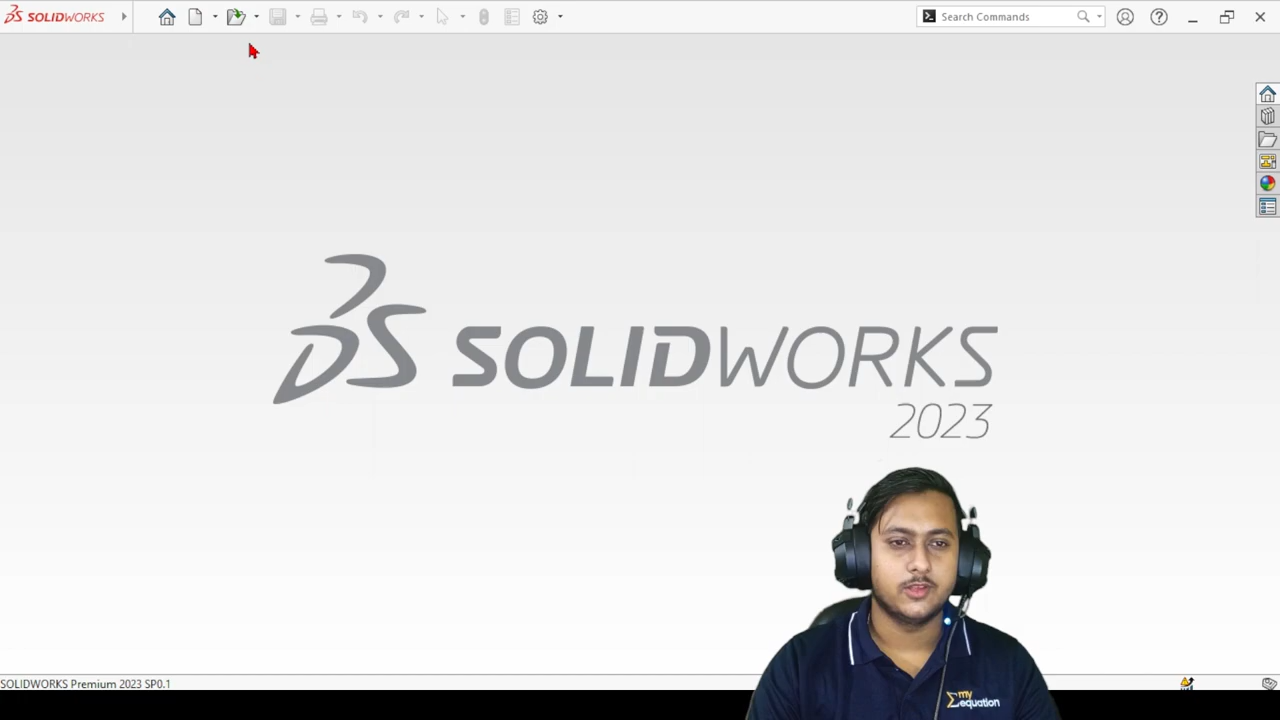 SOLIDWORKS
Search Commands
SOLIDWORKS
2023
my
equation
SOLIDWORKS Premium 2023 SP0.1